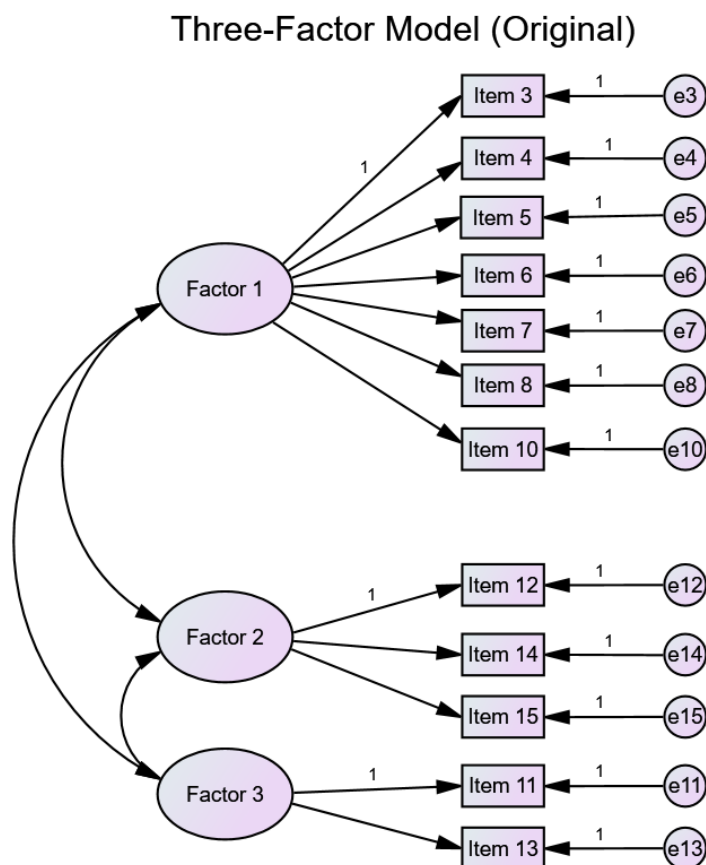 Three-Factor Model (Original)
Item 3 1 e3
1 Item 4 1 e4
Item 5 1 e5
Factor 1 Item 6 1 e6
Item 7 1 e7
Item 8 1 e8
Item 10 1 e10
1 Item 12 1 e12
Factor 2 Item 14 1 e14
Item 15 1 e15
Factor 3 1 Item 11 1 e11
Item 13 1 e13